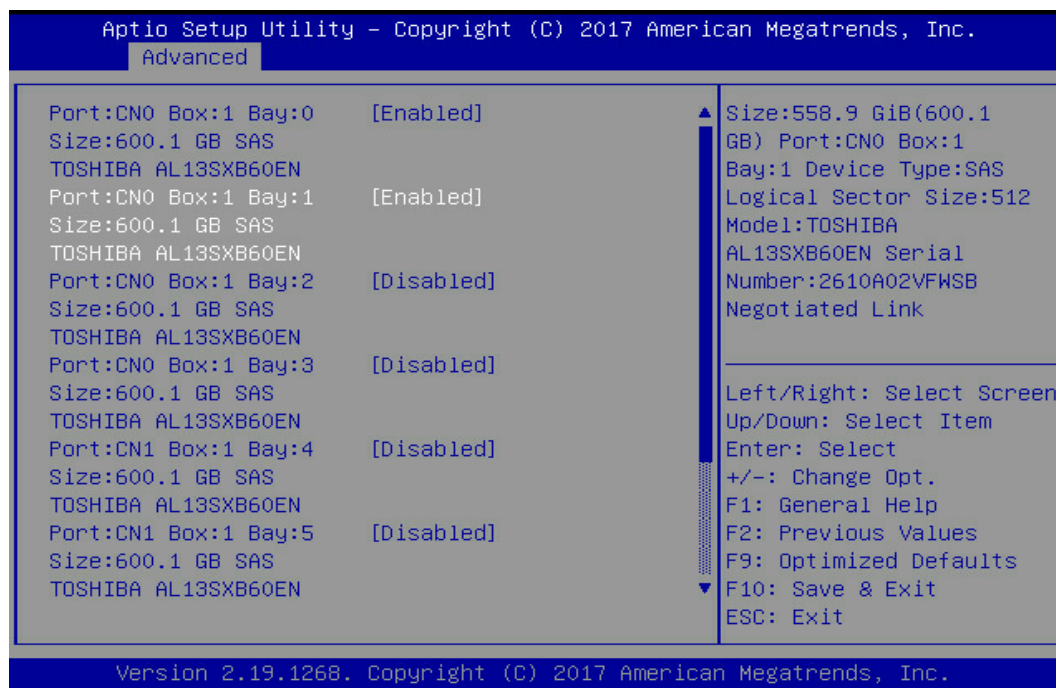 Aptio Setup Utility – Copyright (C) 2017 American Megatrends, Inc.
Advanced
Port:CN0 Box:1 Bay:0 [Enabled]
Size:600.1 GB SAS
TOSHIBA AL13SXB60EN
Port:CN0 Box:1 Bay:1 [Enabled]
Size:600.1 GB SAS
TOSHIBA AL13SXB60EN
Port:CN0 Box:1 Bay:2 [Disabled]
Size:600.1 GB SAS
TOSHIBA AL13SXB60EN
Port:CN0 Box:1 Bay:3 [Disabled]
Size:600.1 GB SAS
TOSHIBA AL13SXB60EN
Port:CN1 Box:1 Bay:4 [Disabled]
Size:600.1 GB SAS
TOSHIBA AL13SXB60EN
Port:CN1 Box:1 Bay:5 [Disabled]
Size:600.1 GB SAS
TOSHIBA AL13SXB60EN
Size:558.9 GiB(600.1
GB) Port:CN0 Box:1
Bay:1 Device Type:SAS
Logical Sector Size:512
Model:TOSHIBA
AL13SXB60EN Serial
Number:2610A02VFWSB
Negotiated Link
Left/Right: Select Screen
Up/Down: Select Item
Enter: Select
+/-: Change Opt.
F1: General Help
F2: Previous Values
F9: Optimized Defaults
F10: Save & Exit
ESC: Exit
Version 2.19.1268. Copyright (C) 2017 American Megatrends, Inc.